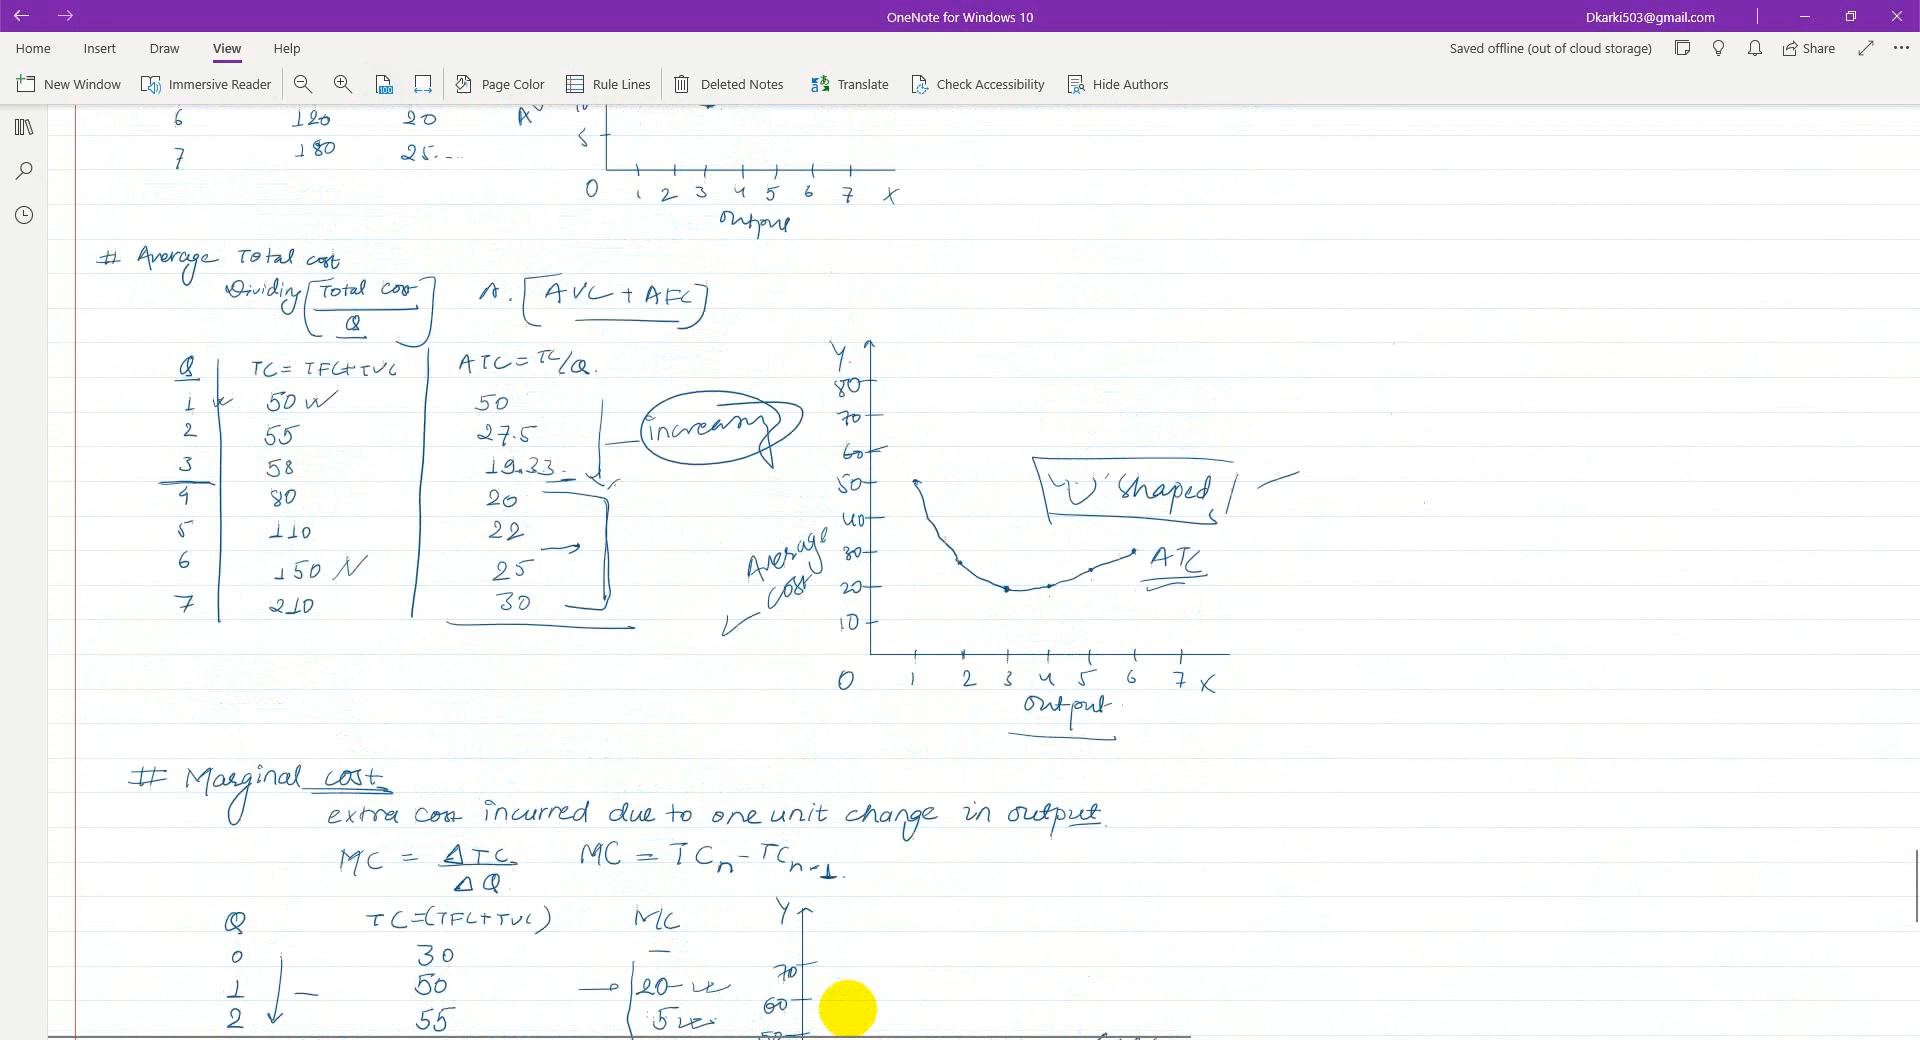 OneNote for Windows 10
Dkarki503@gmail.com
Home Insert Draw View Help
Saved offline (out of cloud storage) Share
New Window Immersive Reader 100 Page Color Rule Lines Deleted Notes Translate Check Accessibility Hide Authors
6 120 20
7 180 25...
10
5
0 1 2 3 4 5 6 7 X
output
# Average Total cost
Dividing Total cost / Q A. [AVC + AFC]
Q TC = TFC+TVC ATC = TC/Q.
1 50 50
2 55 27.5
3 58 19.33
4 80 20
5 110 22
6 150 25
7 210 30
increasing
Y.
80
70
60
50
40
30
20
10
Average cost
'U' shaped
ATC
0 1 2 3 4 5 6 7 X
output
# Marginal cost
extra cost incurred due to one unit change in output.
MC = ΔTC / ΔQ MC = TCn - TCn-1.
Q TC=(TFC+TVC) MC Y
0 30 —
1 50 20
2 55 5
70
60
50